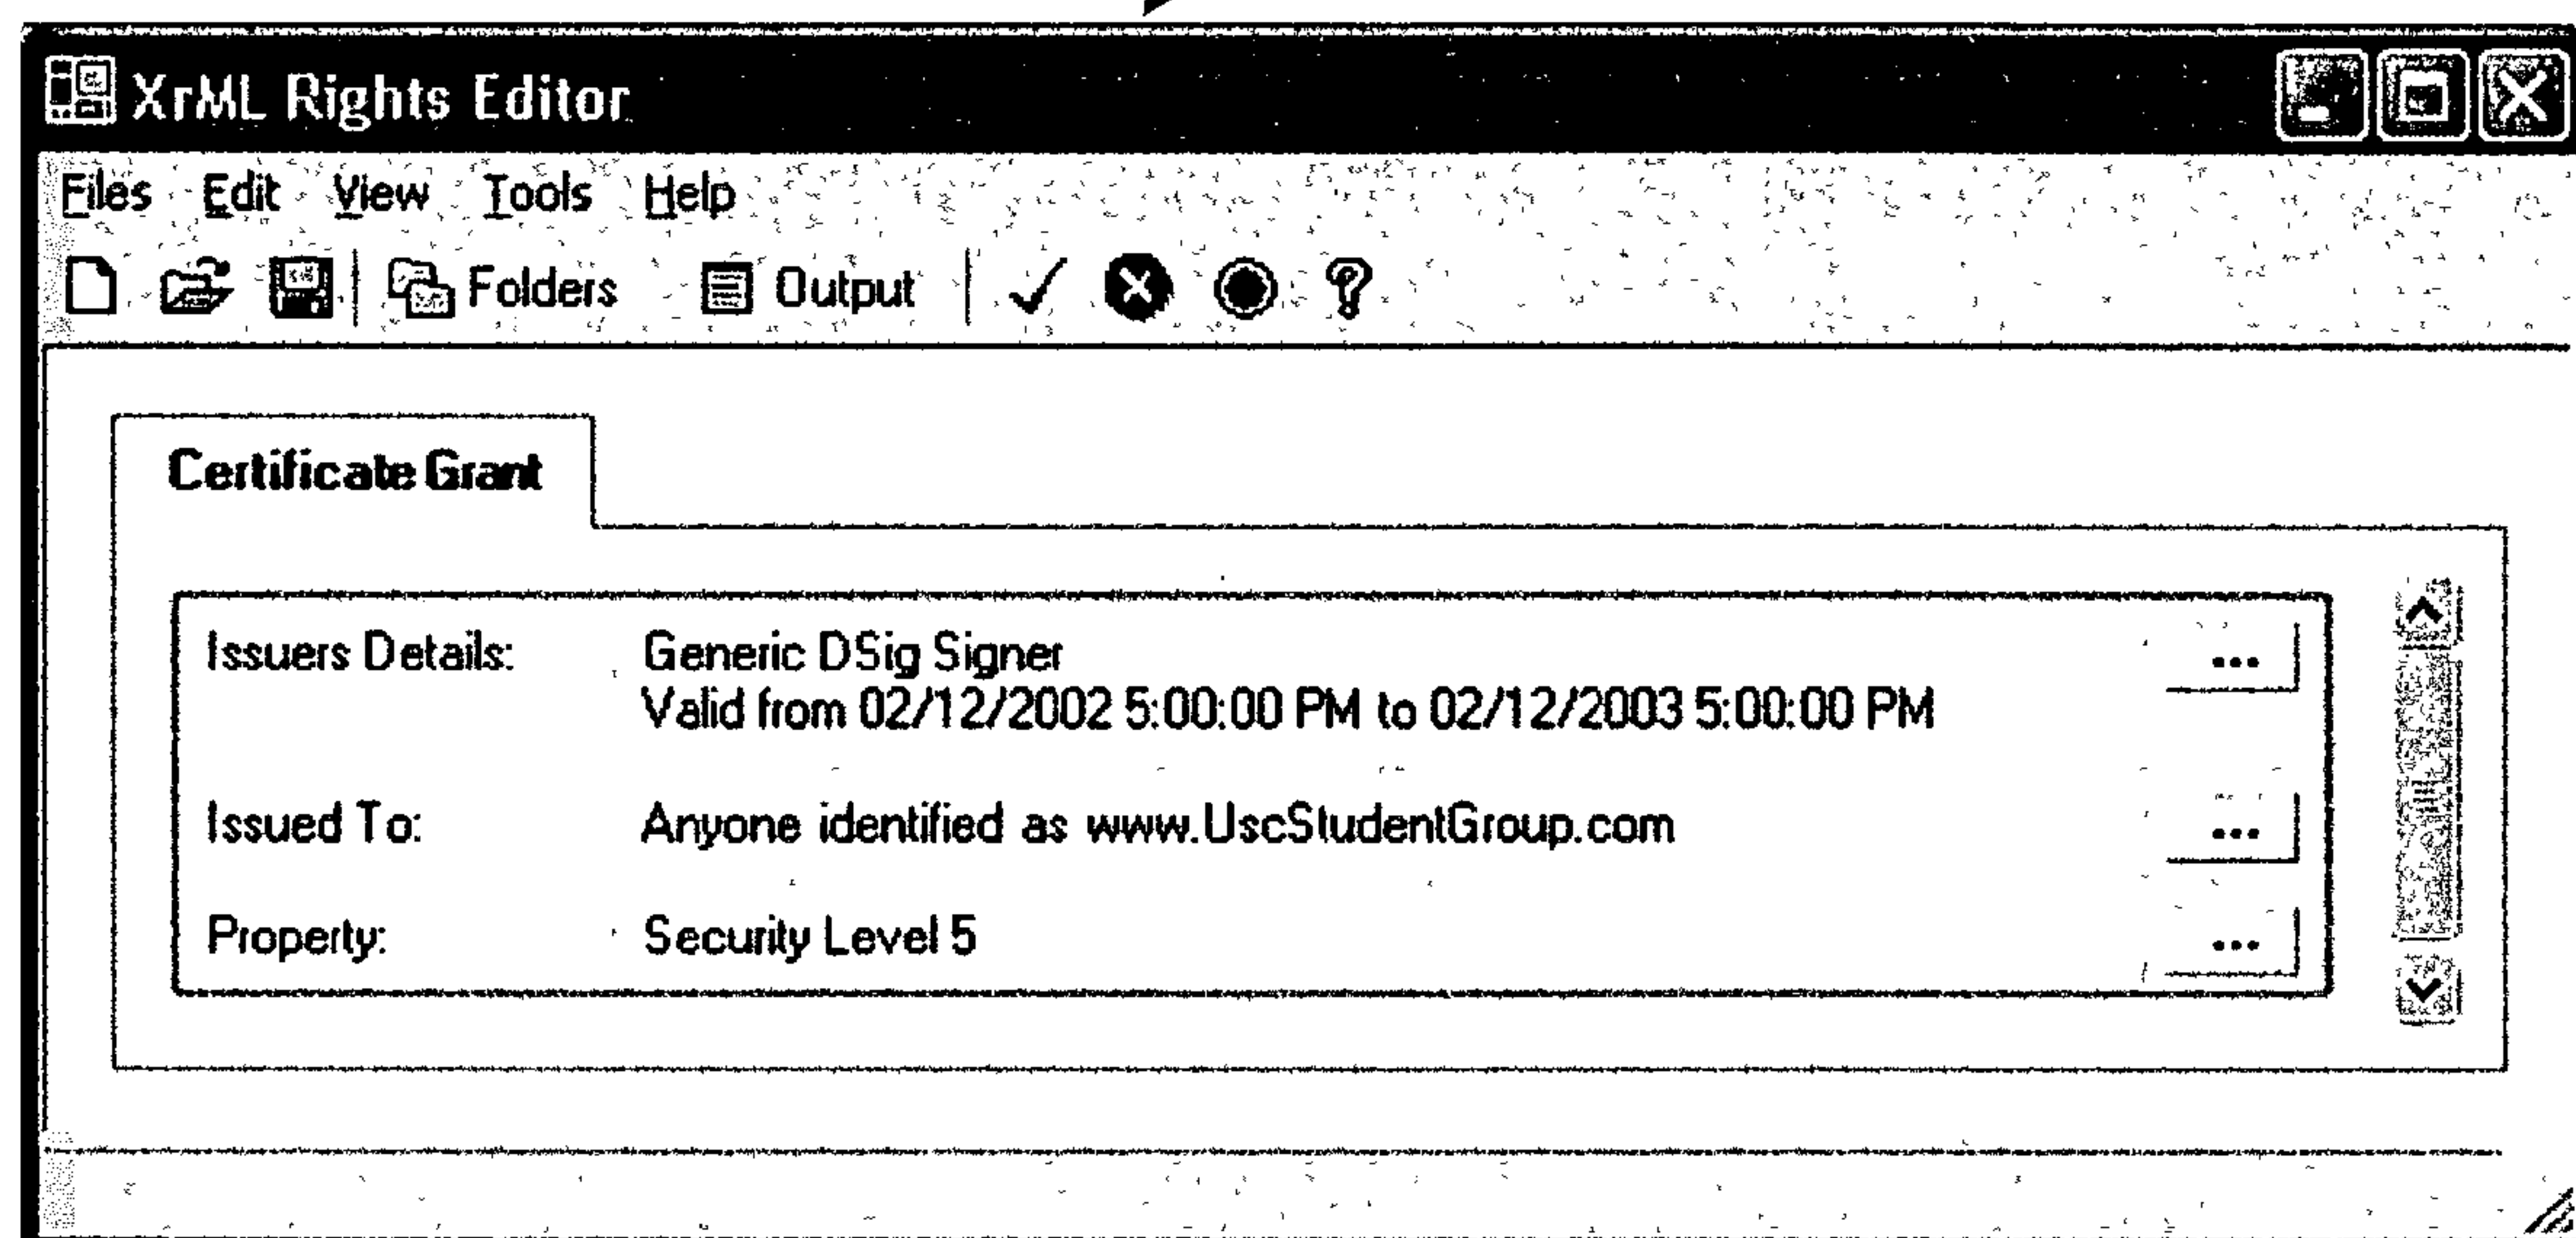 XrML Rights Editor
Files Edit View Tools Help
Folders Output
Certificate Grant
Issuers Details: Generic DSig Signer ...
Valid from 02/12/2002 5:00:00 PM to 02/12/2003 5:00:00 PM
Issued To: Anyone identified as www.UscStudentGroup.com ...
Property: Security Level 5 ...